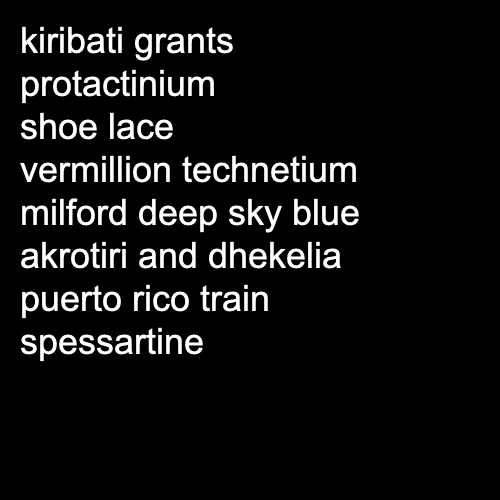 kiribati grants
protactinium
shoe lace
vermillion technetium
milford deep sky blue
akrotiri and dhekelia
puerto rico train
spessartine